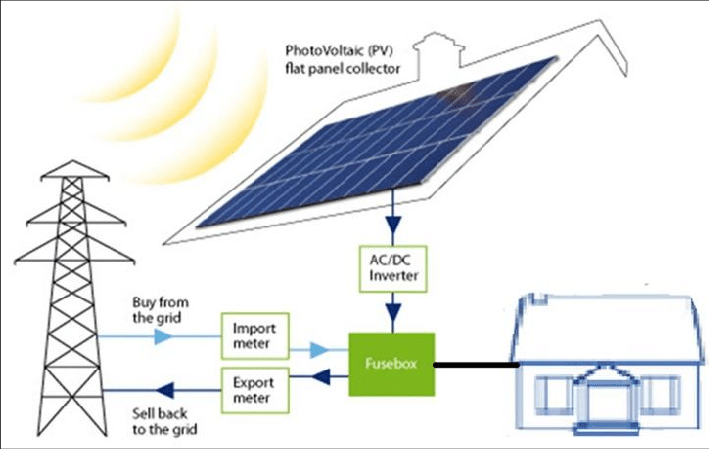 PhotoVoltaic (PV)
flat panel collector
AC/DC
Inverter
Buy from
the grid
Import
meter
Fusebox
Export
meter
Sell back
to the grid